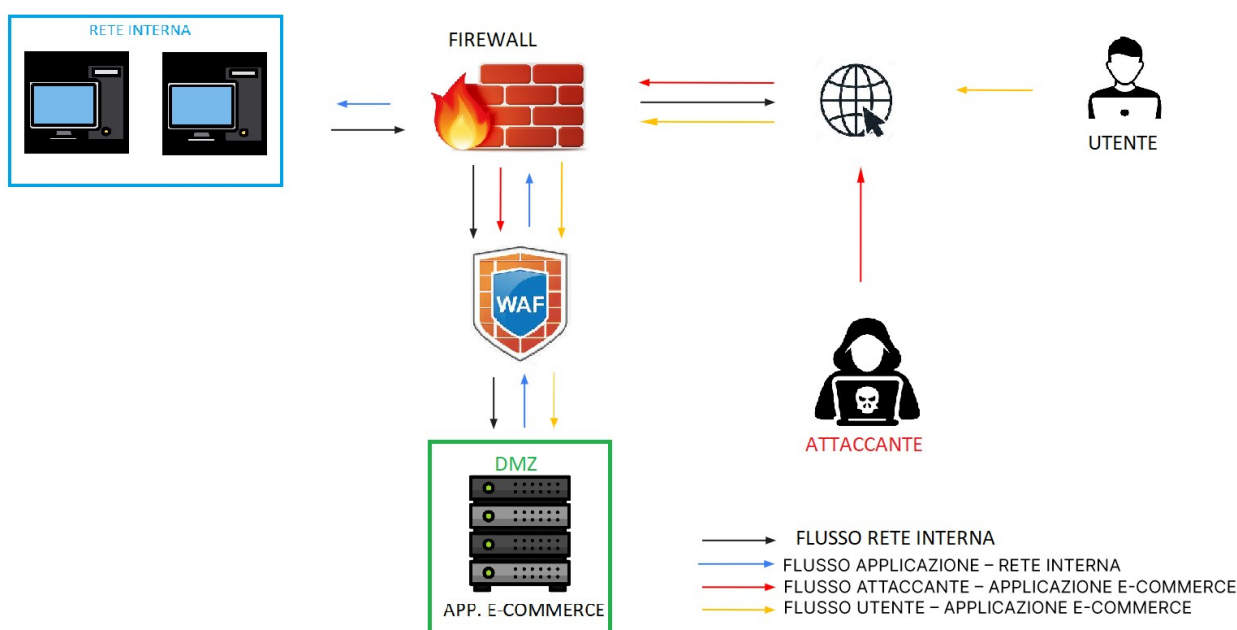 RETE INTERNA
FIREWALL
UTENTE
WAF
ATTACCANTE
DMZ
APP. E-COMMERCE
FLUSSO RETE INTERNA
FLUSSO APPLICAZIONE – RETE INTERNA
FLUSSO ATTACCANTE – APPLICAZIONE E-COMMERCE
FLUSSO UTENTE – APPLICAZIONE E-COMMERCE